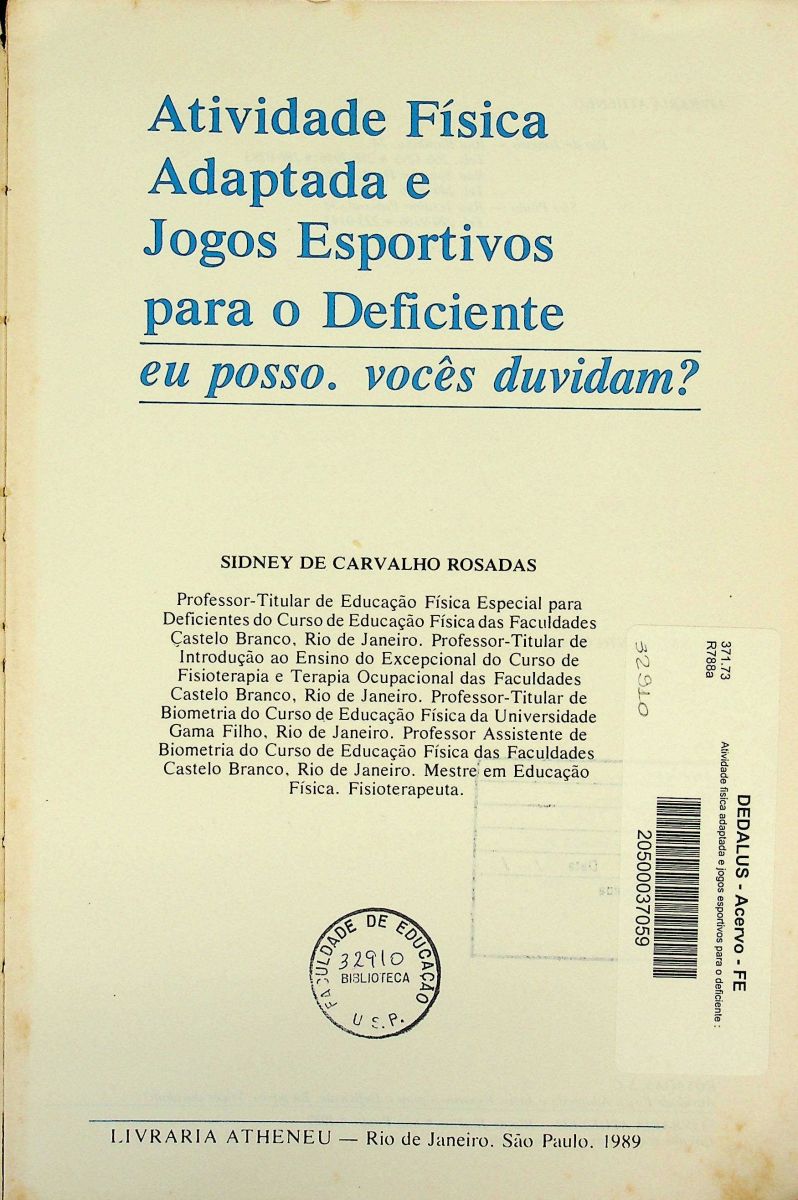 Atividade Física
Adaptada e
Jogos Esportivos
para o Deficiente
eu posso. vocês duvidam?
SIDNEY DE CARVALHO ROSADAS
Professor-Titular de Educação Física Especial para
Deficientes do Curso de Educação Física das Faculdades
Castelo Branco, Rio de Janeiro. Professor-Titular de
Introdução ao Ensino do Excepcional do Curso de
Fisioterapia e Terapia Ocupacional das Faculdades
Castelo Branco, Rio de Janeiro. Professor-Titular de
Biometria do Curso de Educação Física da Universidade
Gama Filho, Rio de Janeiro. Professor Assistente de
Biometria do Curso de Educação Física das Faculdades
Castelo Branco, Rio de Janeiro. Mestre em Educação
Física. Fisioterapeuta.
371.73
R788a
32910
DEDALUS - Acervo - FE
Atividade física adaptada e jogos esportivos para o deficiente :
20500037059
FACULDADE DE EDUCAÇÃO
32910
BIBLIOTECA
U S. P.
LIVRARIA ATHENEU — Rio de Janeiro. São Paulo. 1989